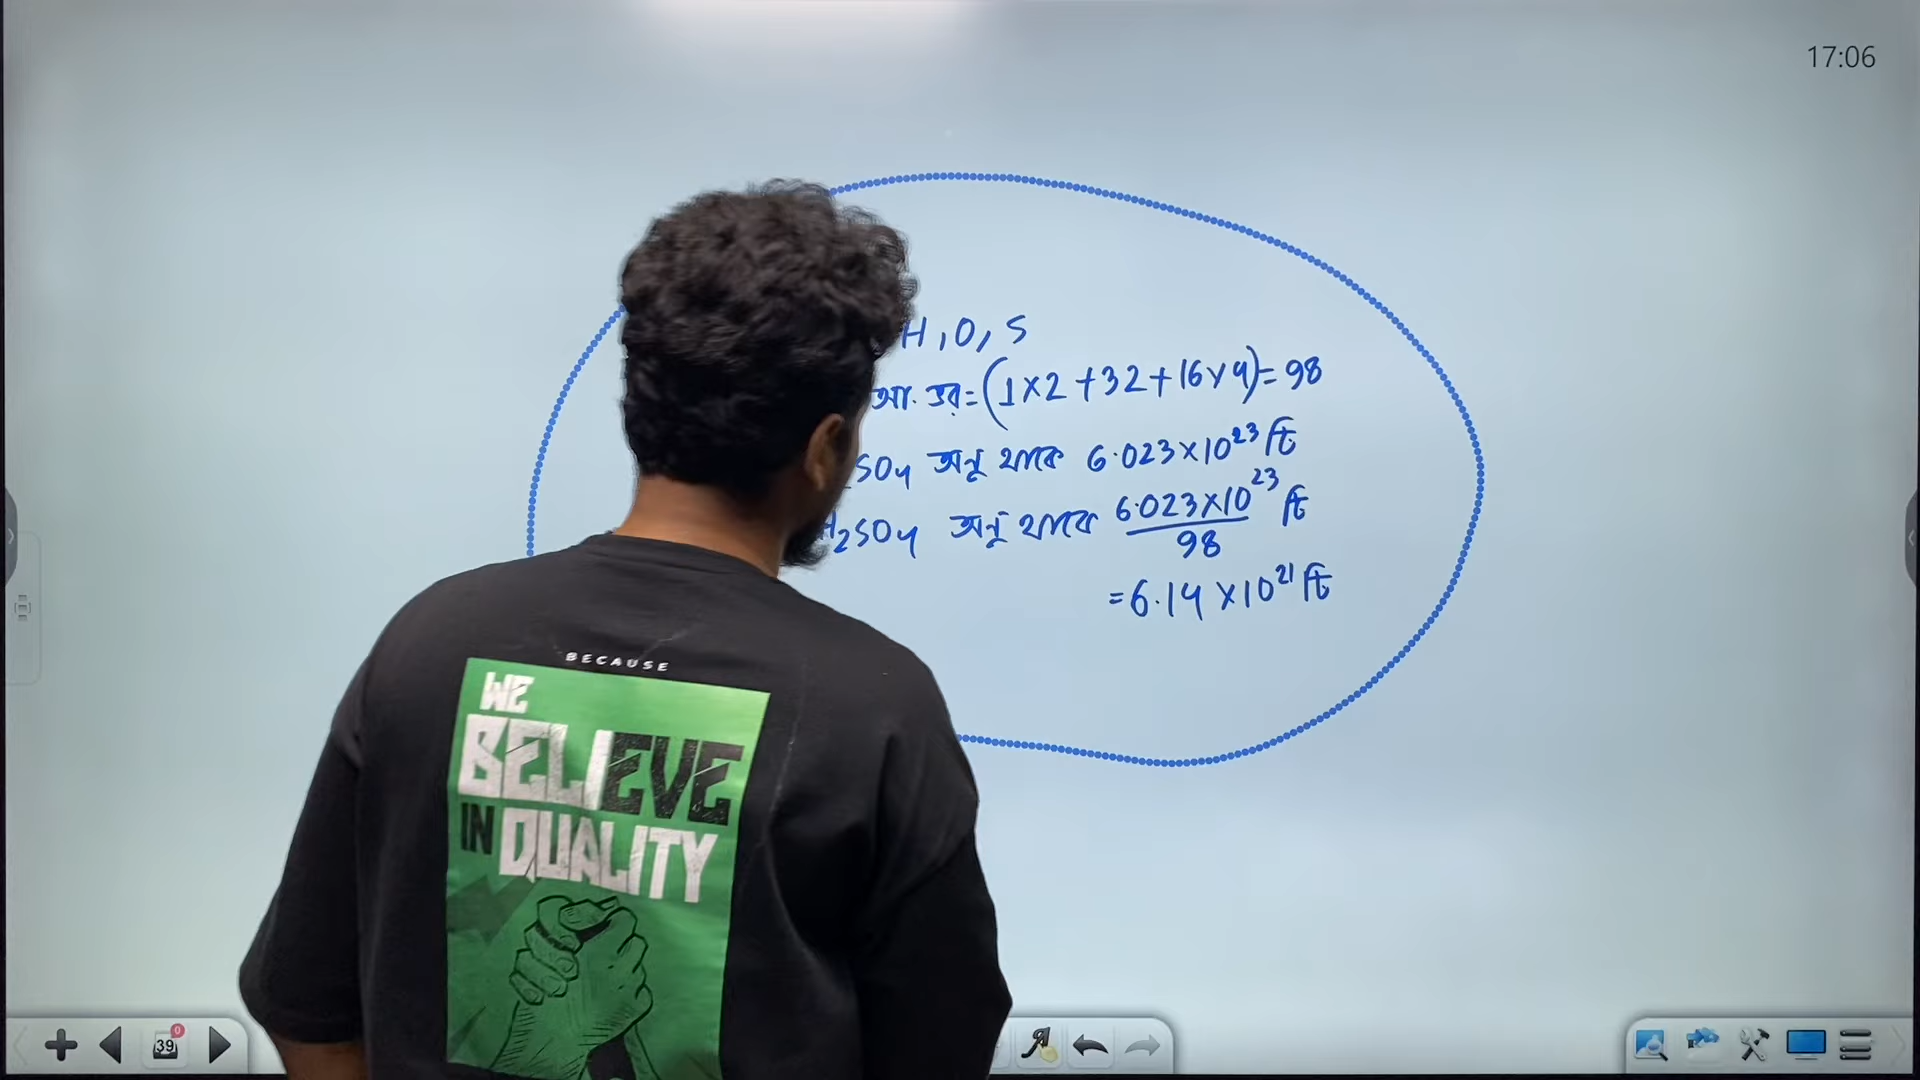 17:06
H, O, S
আ. ভর = (1×2 + 32 + 16×4) = 98
SO4 অনু থাকে 6.023×10^23 টি
H2SO4 অনু থাকে 6.023×10^23 / 98 টি
= 6.14 ×10^21 টি
BECAUSE
WE
BELIEVE
IN QUALITY
0
39